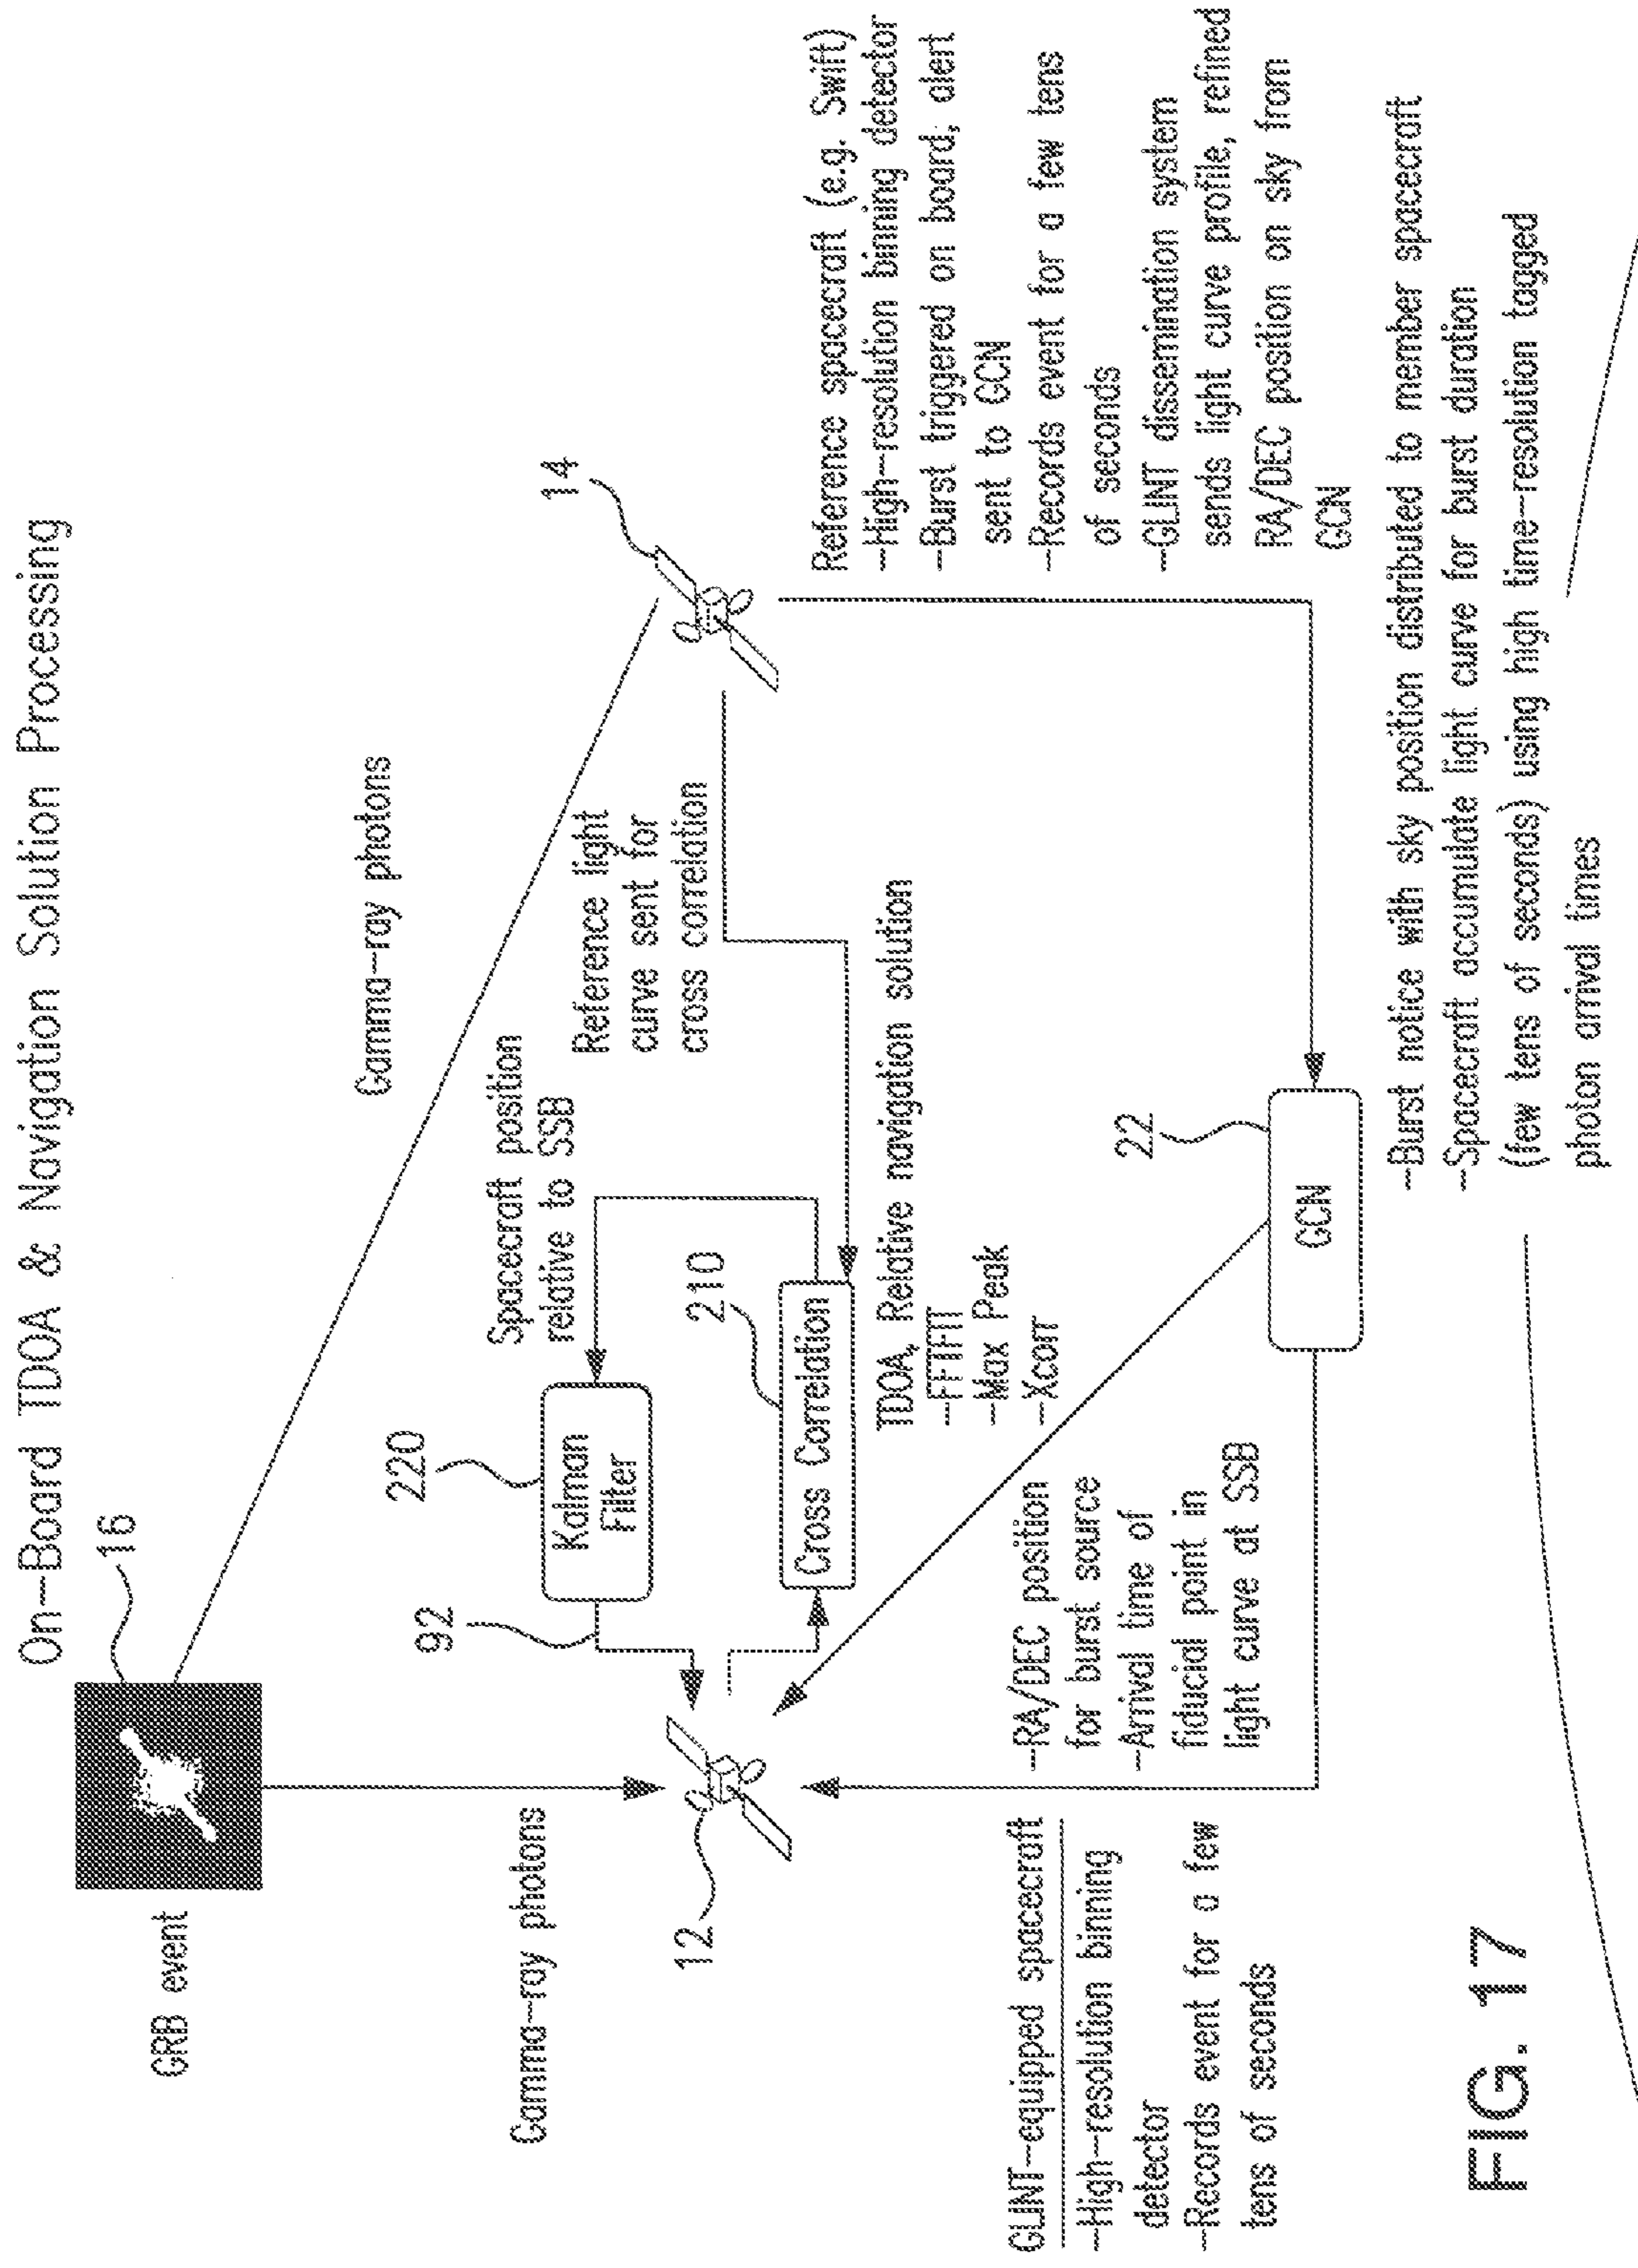 On-Board TDOA & Navigation Solution Processing
16
GRB event
Gamma-ray photons
Gamma-ray photons
14
220
92
Kalman
Filter
Spacecraft position
relative to SSB
Reference light
curve sent for
cross correlation
12
210
Cross Correlation
TDOA, Relative navigation solution
-FFTFIT
-Max Peak
-Xcorr
Reference spacecraft (e.g. Swift)
-High-resolution binning detector
-Burst triggered on board, alert
sent to GCN
-Records event for a few tens
of seconds
-GLINT dissemination system
sends light curve profile, refined
RA/DEC position on sky from
GCN
GLINT-equipped spacecraft
-High-resolution binning
detector
-Records event for a few
tens of seconds
-RA/DEC position
for burst source
-Arrival time of
fiducial point in
light curve at SSB
22
GCN
-Burst notice with sky position distributed to member spacecraft
-Spacecraft accumulate light curve for burst duration
(few tens of seconds) using high time-resolution tagged
photon arrival times
FIG. 17